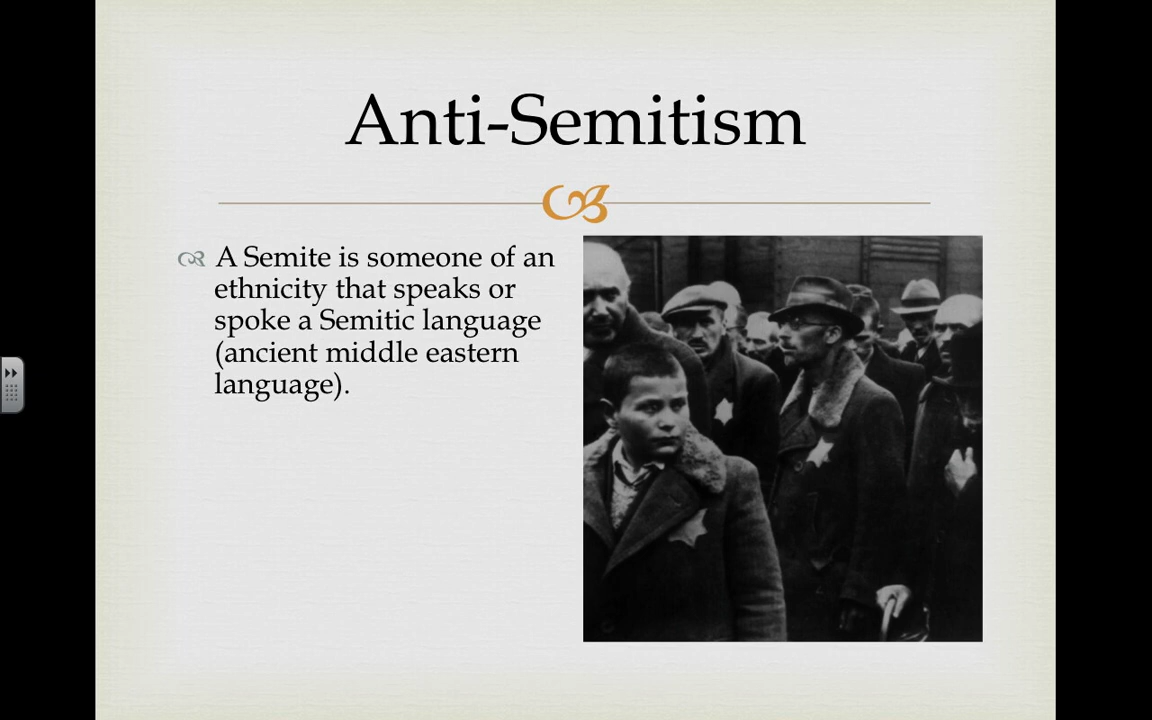 Anti-Semitism
A Semite is someone of an
ethnicity that speaks or
spoke a Semitic language
(ancient middle eastern
language).